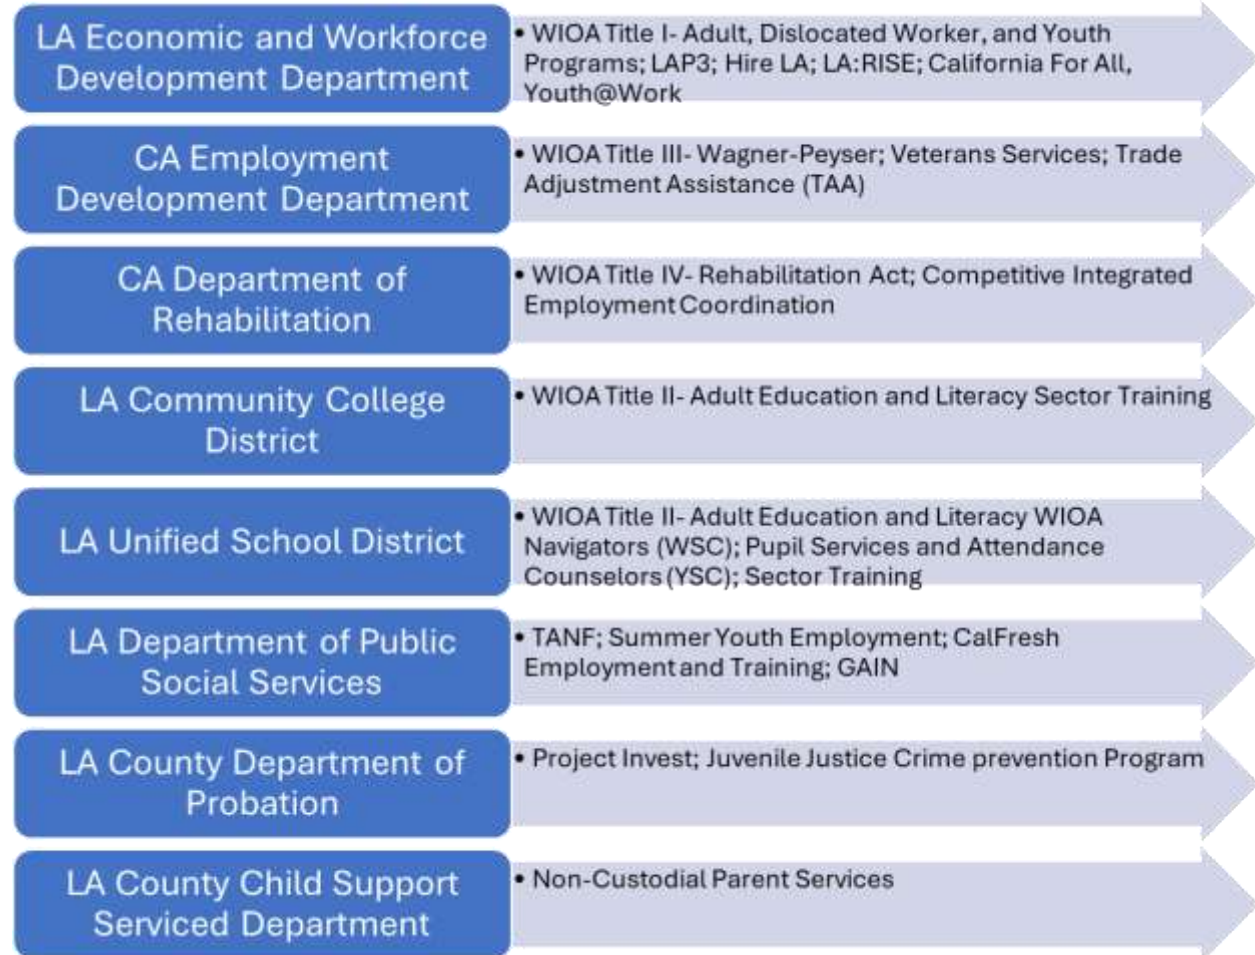 LA Economic and Workforce
Development Department
• WIOA Title I- Adult, Dislocated Worker, and Youth
Programs; LAP3; Hire LA; LA:RISE; California For All,
Youth@Work
CA Employment
Development Department
• WIOA Title III- Wagner-Peyser; Veterans Services; Trade
Adjustment Assistance (TAA)
CA Department of
Rehabilitation
• WIOA Title IV- Rehabilitation Act; Competitive Integrated
Employment Coordination
LA Community College
District
• WIOA Title II- Adult Education and Literacy Sector Training
LA Unified School District
• WIOA Title II- Adult Education and Literacy WIOA
Navigators (WSC); Pupil Services and Attendance
Counselors (YSC); Sector Training
LA Department of Public
Social Services
• TANF; Summer Youth Employment; CalFresh
Employment and Training; GAIN
LA County Department of
Probation
• Project Invest; Juvenile Justice Crime prevention Program
LA County Child Support
Serviced Department
• Non-Custodial Parent Services